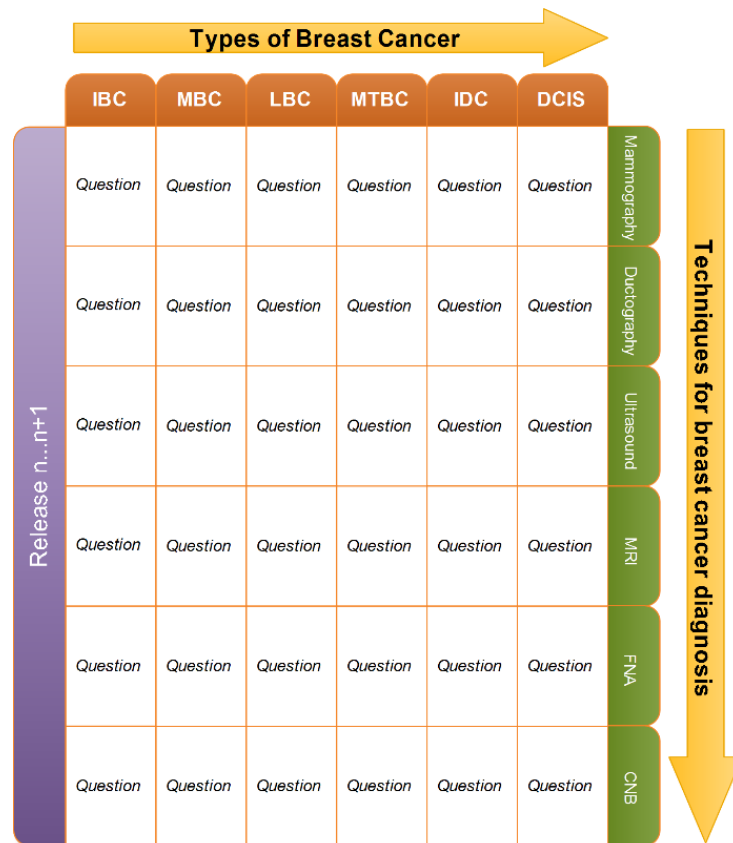 Types of Breast Cancer
IBC MBC LBC MTBC IDC DCIS
Release n...n+1
Question Question Question Question Question Question Mammography
Question Question Question Question Question Question Ductography
Question Question Question Question Question Question Ultrasound
Question Question Question Question Question Question MRI
Question Question Question Question Question Question FNA
Question Question Question Question Question Question CNB
Techniques for breast cancer diagnosis